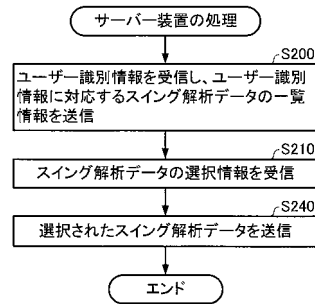 サーバー装置の処理
S200
ユーザー識別情報を受信し、ユーザー識別
情報に対応するスイング解析データの一覧
情報を送信
S210
スイング解析データの選択情報を受信
S240
選択されたスイング解析データを送信
エンド